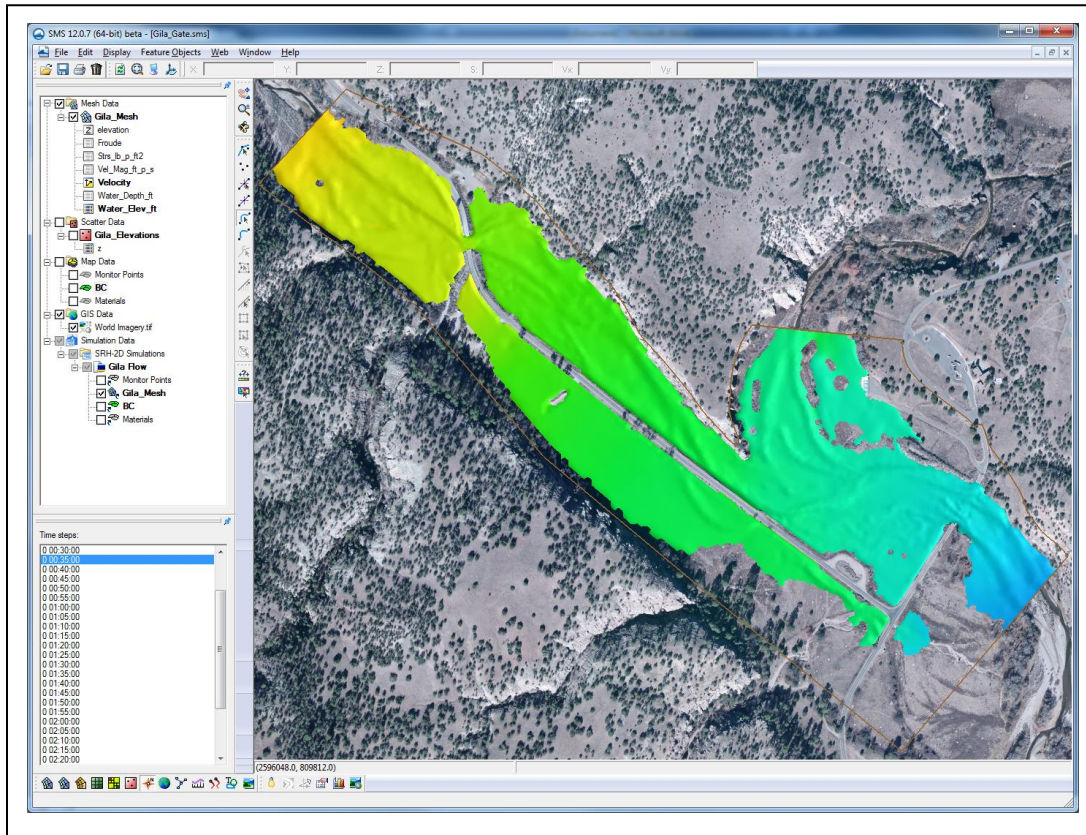 SMS 12.0.7 (64-bit) beta - [Gila_Gate.sms]
File Edit Display Feature Objects Web Window Help
X: Y: Z: S: Vx: Vy:
Mesh Data
Gila_Mesh
elevation
Froude
Strs_lb_p_ft2
Vel_Mag_ft_p_s
Velocity
Water_Depth_ft
Water_Elev_ft
Scatter Data
Gila_Elevations
z
Map Data
Monitor Points
BC
Materials
GIS Data
World Imagery.tif
Simulation Data
SRH-2D Simulations
Gila Flow
Monitor Points
Gila_Mesh
BC
Materials
Time steps:
0 00:30:00
0 00:35:00
0 00:40:00
0 00:45:00
0 00:50:00
0 00:55:00
0 01:00:00
0 01:05:00
0 01:10:00
0 01:15:00
0 01:20:00
0 01:25:00
0 01:30:00
0 01:35:00
0 01:40:00
0 01:45:00
0 01:50:00
0 01:55:00
0 02:00:00
0 02:05:00
0 02:10:00
0 02:15:00
0 02:20:00
(2596048.0, 809812.0)